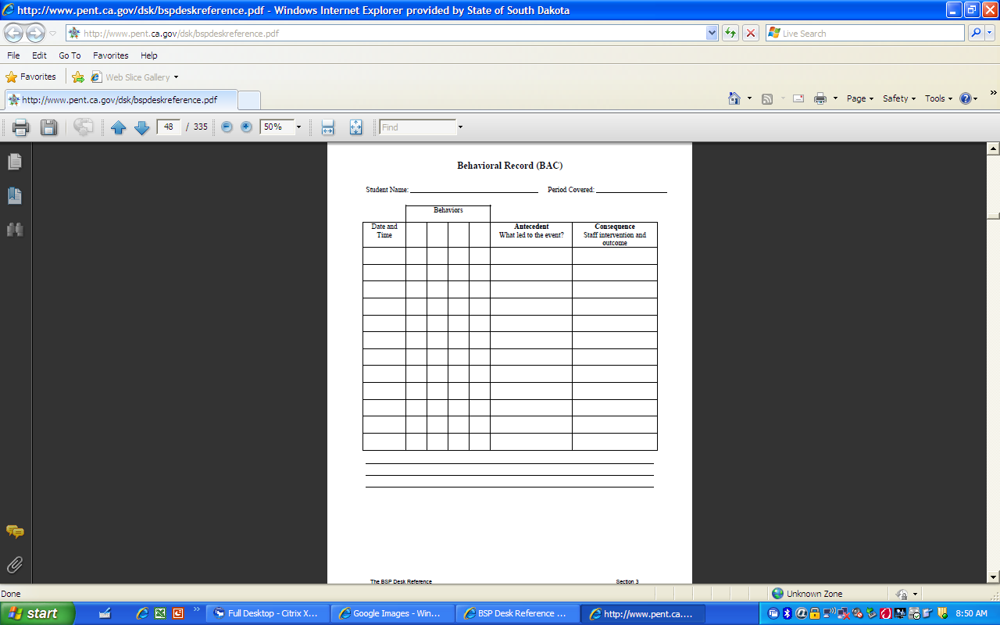 http://www.pent.ca.gov/dsk/bspdeskreference.pdf - Windows Internet Explorer provided by State of South Dakota
http://www.pent.ca.gov/dsk/bspdeskreference.pdf
Live Search
File Edit Go To Favorites Help
Favorites Web Slice Gallery
http://www.pent.ca.gov/dsk/bspdeskreference.pdf
Page Safety Tools
48 / 335 50% Find
Behavioral Record (BAC)
Student Name: Period Covered:
Behaviors
Date and Time
Antecedent
What led to the event?
Consequence
Staff intervention and
outcome
The BSP Desk Reference Section 3
Done Unknown Zone
start Full Desktop - Citrix X... Google Images - Win... BSP Desk Reference ... http://www.pent.ca.... 8:50 AM